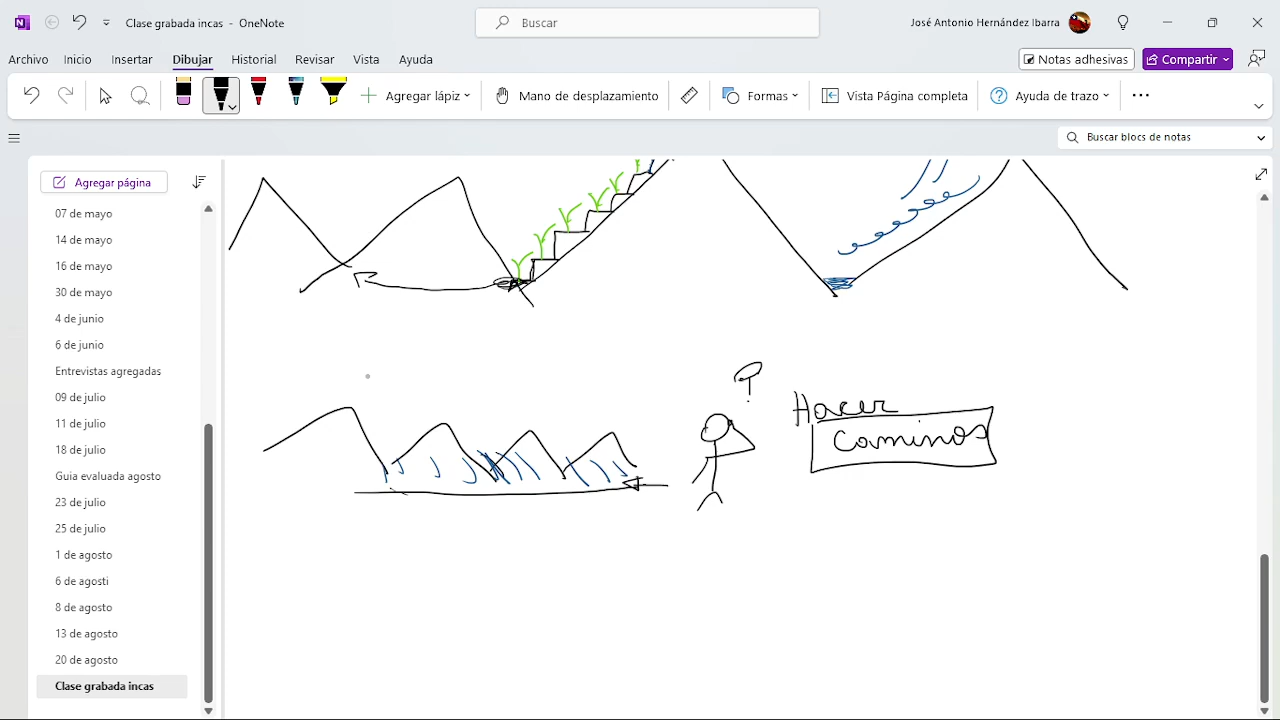 Clase grabada incas - OneNote
Buscar
José Antonio Hernández Ibarra
Archivo Inicio Insertar Dibujar Historial Revisar Vista Ayuda
Notas adhesivas
Compartir
Agregar lápiz
Mano de desplazamiento
Formas
Vista Página completa
Ayuda de trazo
Buscar blocs de notas
Agregar página
07 de mayo
14 de mayo
16 de mayo
30 de mayo
4 de junio
6 de junio
Entrevistas agregadas
09 de julio
11 de julio
18 de julio
Guia evaluada agosto
23 de julio
25 de julio
1 de agosto
6 de agosti
8 de agosto
13 de agosto
20 de agosto
Clase grabada incas
?
Hacer
caminos